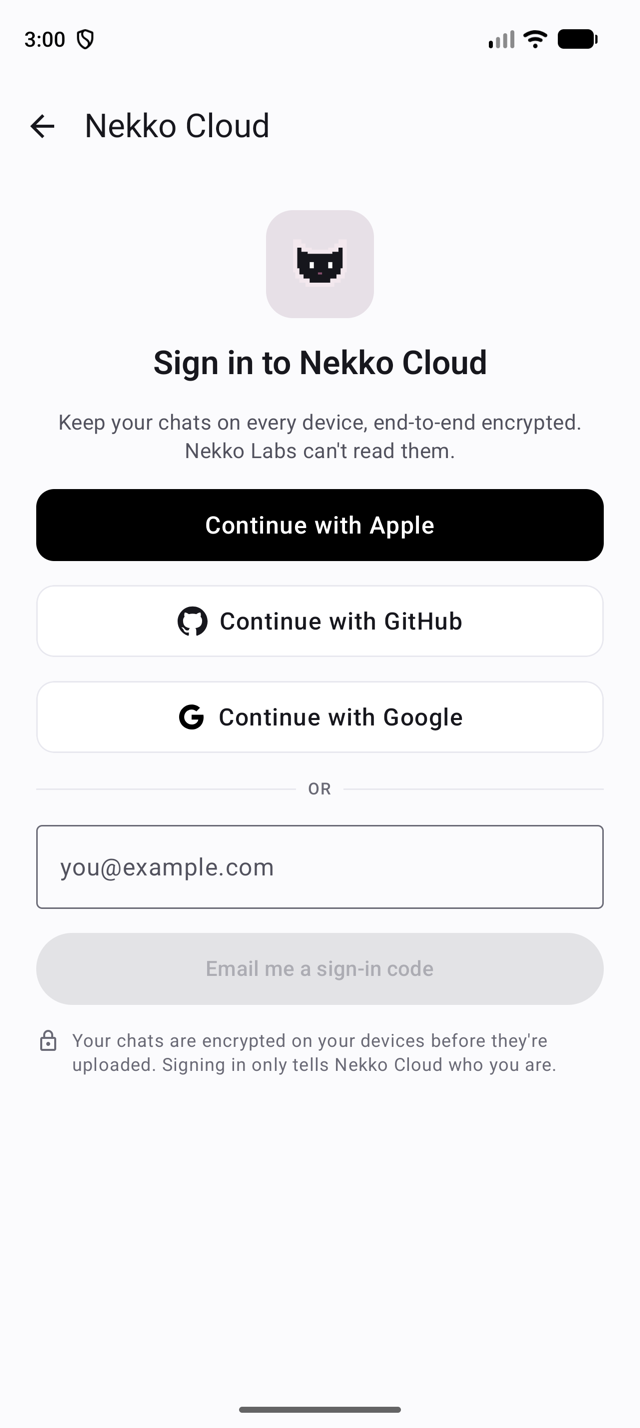 3:00
Nekko Cloud
Sign in to Nekko Cloud
Keep your chats on every device, end-to-end encrypted.
Nekko Labs can't read them.
Continue with Apple
Continue with GitHub
Continue with Google
OR
you@example.com
Email me a sign-in code
Your chats are encrypted on your devices before they're
uploaded. Signing in only tells Nekko Cloud who you are.